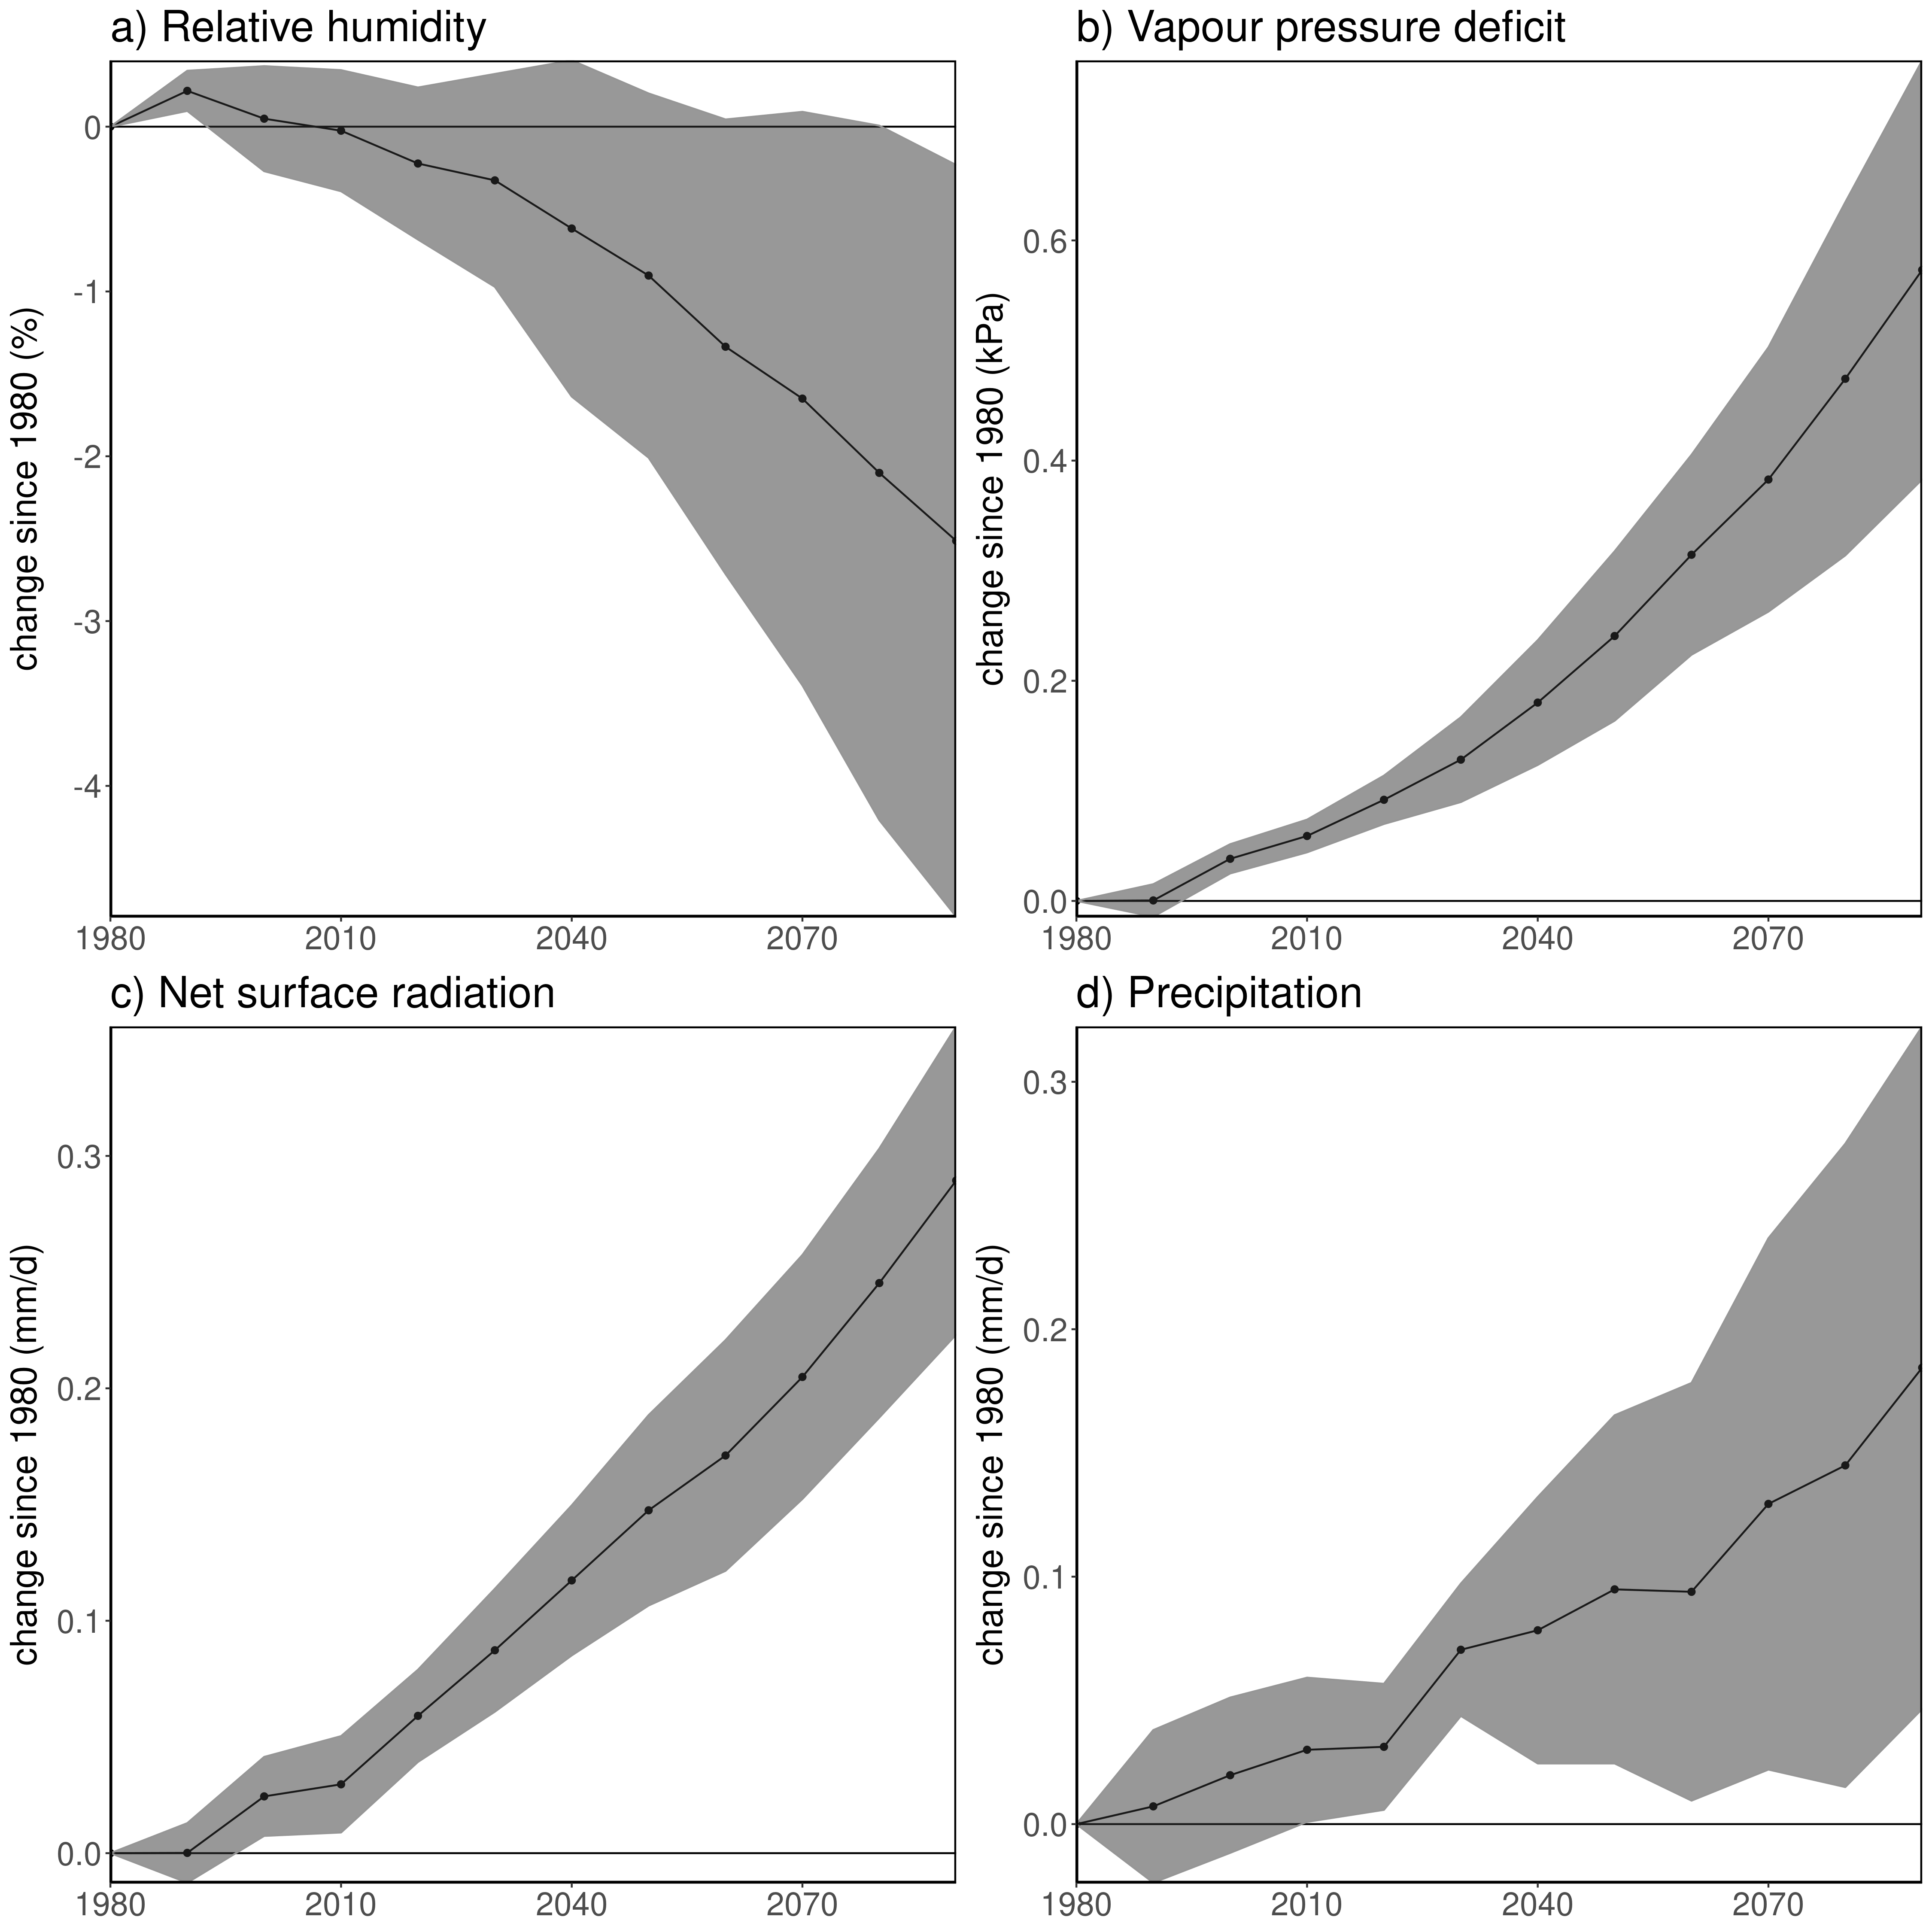 a) Relative humidity
change since 1980 (%)
0
-1
-2
-3
-4
1980 2010 2040 2070
b) Vapour pressure deficit
change since 1980 (kPa)
0.6
0.4
0.2
0.0
1980 2010 2040 2070
c) Net surface radiation
change since 1980 (mm/d)
0.3
0.2
0.1
0.0
1980 2010 2040 2070
d) Precipitation
change since 1980 (mm/d)
0.3
0.2
0.1
0.0
1980 2010 2040 2070